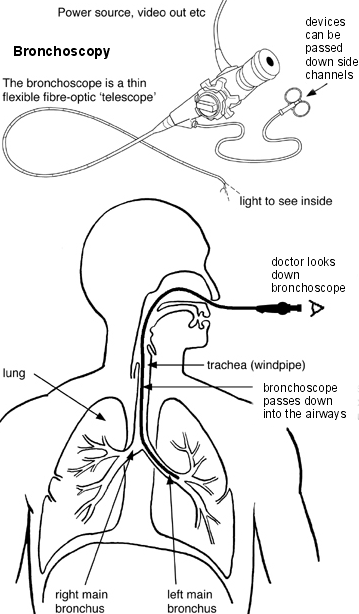 Power source, video out etc
devices
can be
passed
down side
channels
Bronchoscopy
The bronchoscope is a thin
flexible fibre-optic ‘telescope’
light to see inside
doctor looks
down
bronchoscope
trachea (windpipe)
lung
bronchoscope
passes down
into the airways
right main
bronchus
left main
bronchus